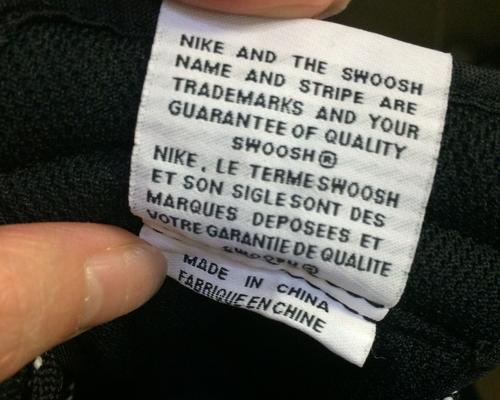 NIKE AND THE SWOOSH
NAME AND STRIPE ARE
TRADEMARKS AND YOUR
GUARANTEE OF QUALITY
SWOOSH®
NIKE, LE TERME SWOOSH
ET SON SIGLE SONT DES
MARQUES DEPOSEES ET
VOTRE GARANTIE DE QUALITE
SWOOSH®
MADE IN CHINA
FABRIQUE EN CHINE